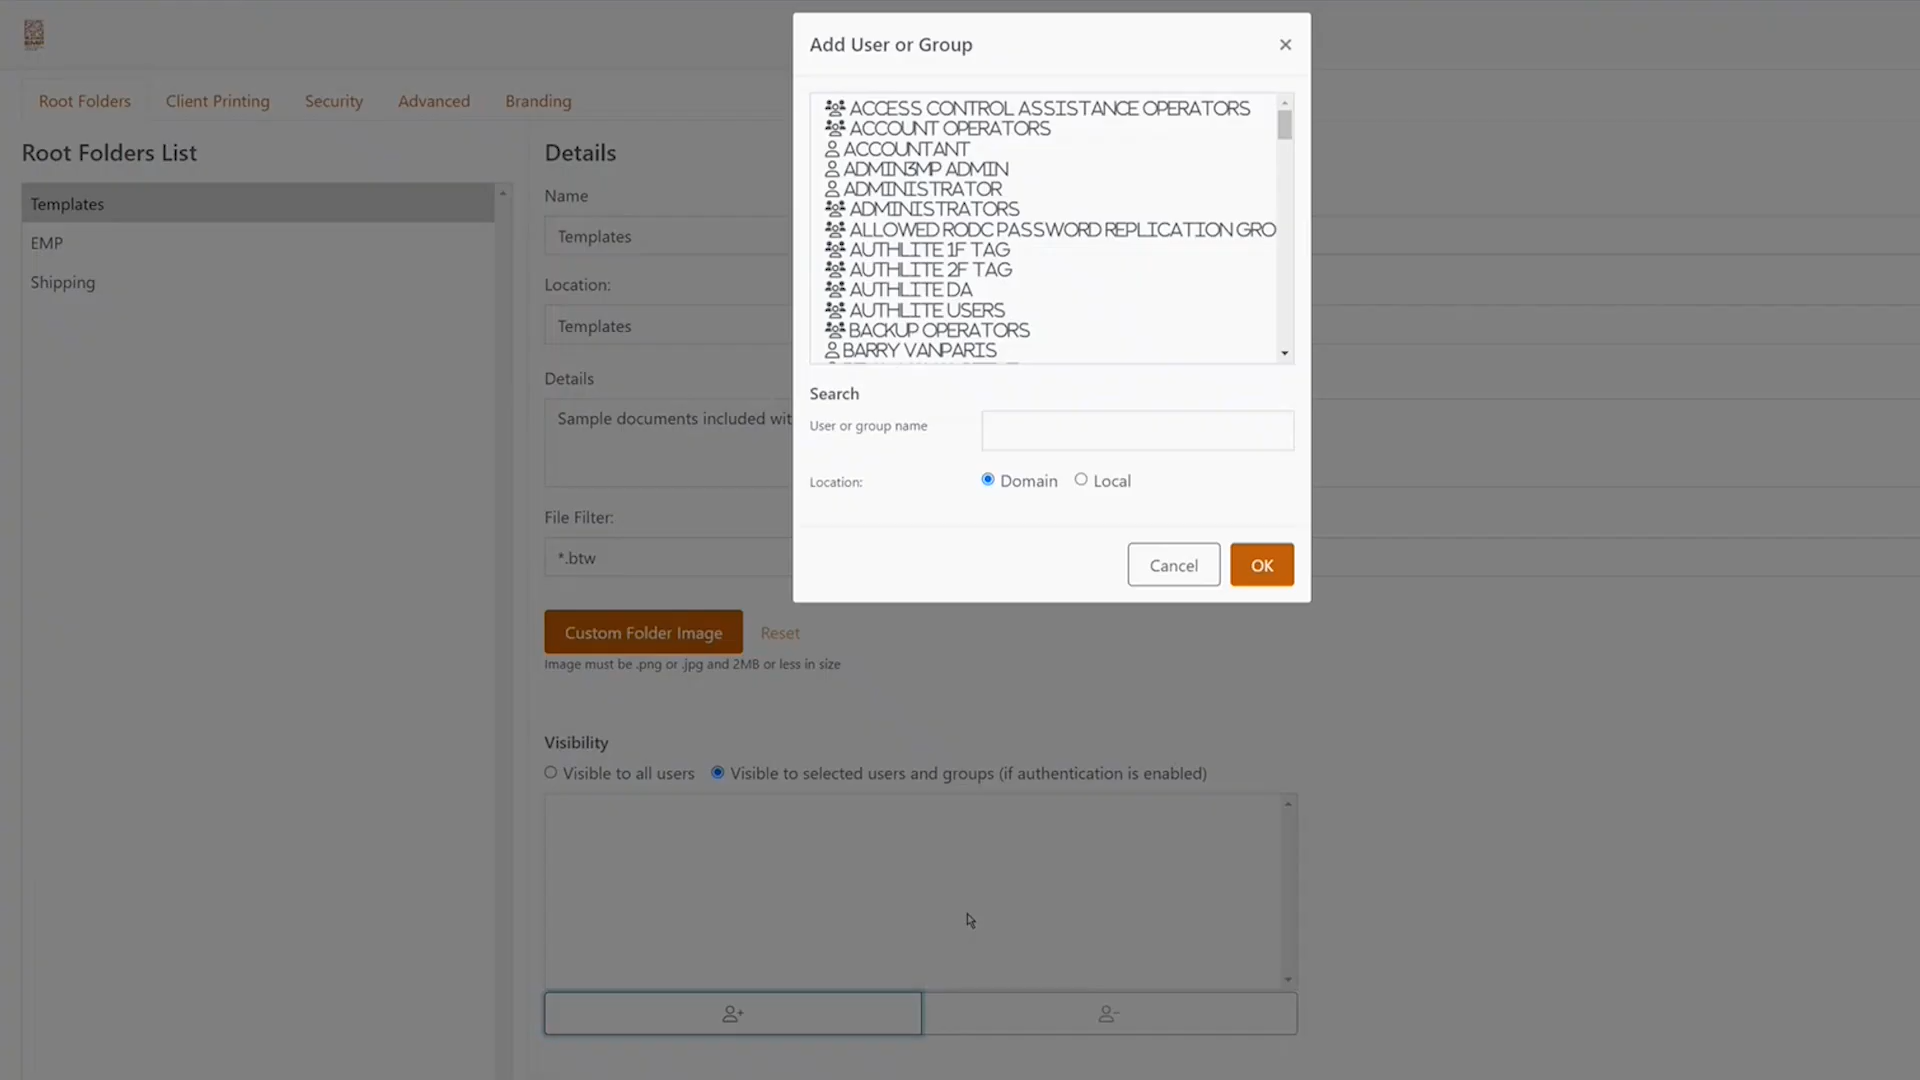 EMP
Root Folders
Client Printing
Security
Advanced
Branding
Root Folders List
Templates
EMP
Shipping
Details
Name
Templates
Location:
Templates
Details
Sample documents included wit
File Filter:
*.btw
Custom Folder Image
Reset
Image must be .png or .jpg and 2MB or less in size
Visibility
Visible to all users
Visible to selected users and groups (if authentication is enabled)
Add User or Group
ACCESS CONTROL ASSISTANCE OPERATORS
ACCOUNT OPERATORS
ACCOUNTANT
ADMIN3MP ADMIN
ADMINISTRATOR
ADMINISTRATORS
ALLOWED RODC PASSWORD REPLICATION GRO
AUTHLITE 1F TAG
AUTHLITE 2F TAG
AUTHLITE DA
AUTHLITE USERS
BACKUP OPERATORS
BARRY VANPARIS
Search
User or group name
Location:
Domain
Local
Cancel
OK